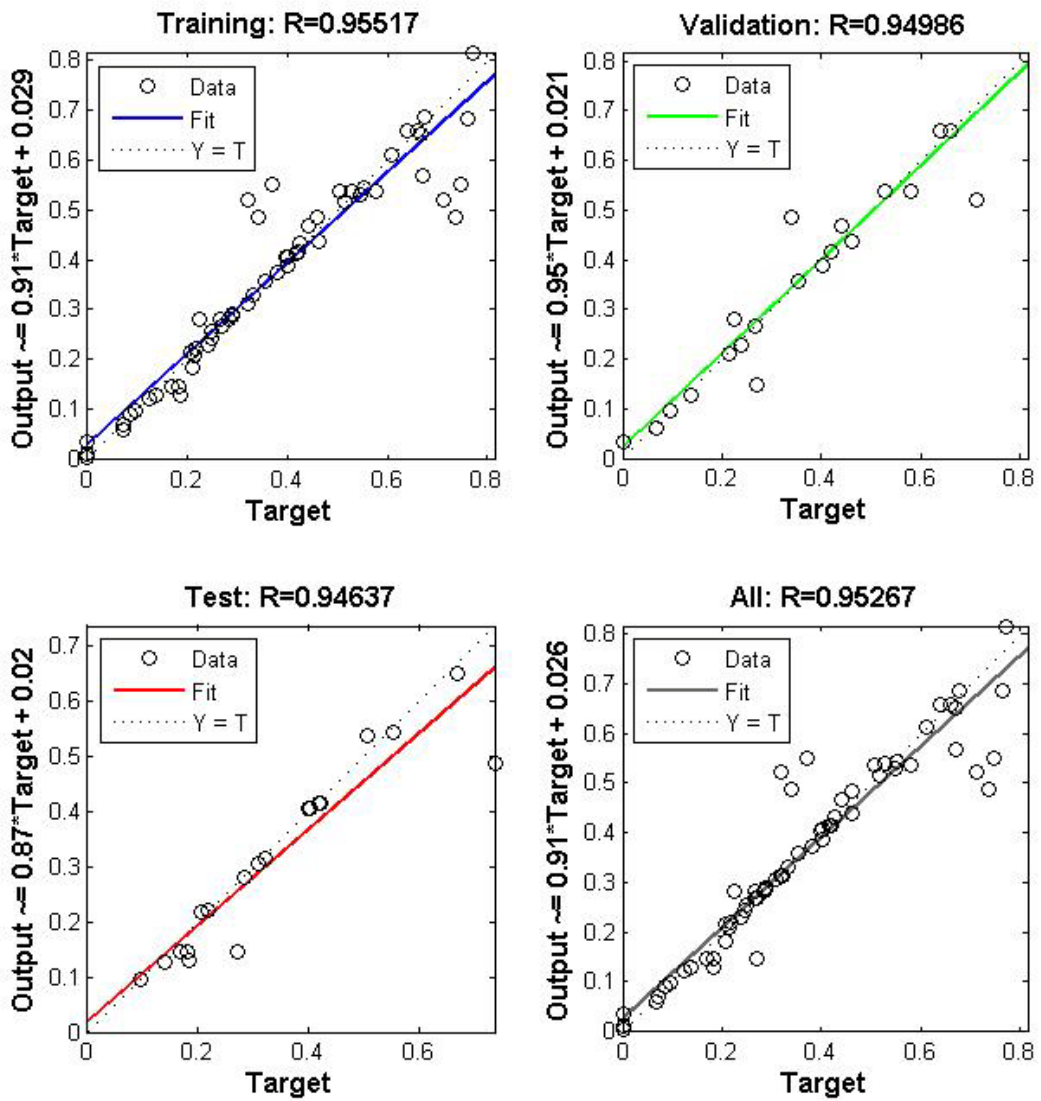 Training: R=0.95517
Output ~= 0.91*Target + 0.029
0.8
0.7
0.6
0.5
0.4
0.3
0.2
0.1
0
Data
Fit
Y = T
0
0.2
0.4
0.6
0.8
Target
Validation: R=0.94986
Output ~= 0.95*Target + 0.021
0.8
0.7
0.6
0.5
0.4
0.3
0.2
0.1
0
Data
Fit
Y = T
0
0.2
0.4
0.6
0.8
Target
Test: R=0.94637
Output ~= 0.87*Target + 0.02
0.7
0.6
0.5
0.4
0.3
0.2
0.1
0
Data
Fit
Y = T
0
0.2
0.4
0.6
Target
All: R=0.95267
Output ~= 0.91*Target + 0.026
0.8
0.7
0.6
0.5
0.4
0.3
0.2
0.1
0
Data
Fit
Y = T
0
0.2
0.4
0.6
0.8
Target